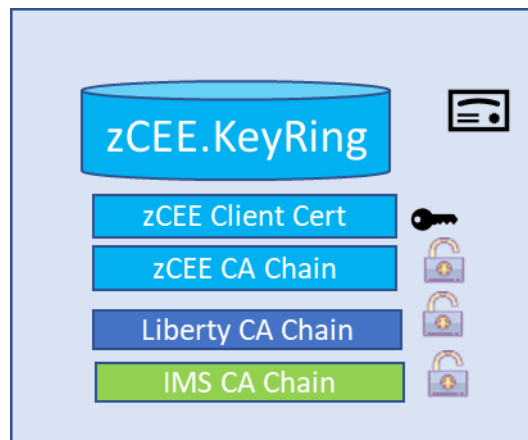 zCEE.KeyRing
zCEE Client Cert
zCEE CA Chain
Liberty CA Chain
IMS CA Chain